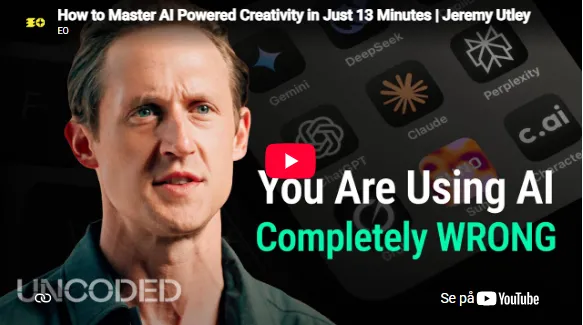 How to Master AI Powered Creativity in Just 13 Minutes | Jeremy Utley
EO
Gemini
DeepSeek
Perplexity
Claude
c.ai
You Are Using AI
Completely WRONG
UNCODED
Se på YouTube